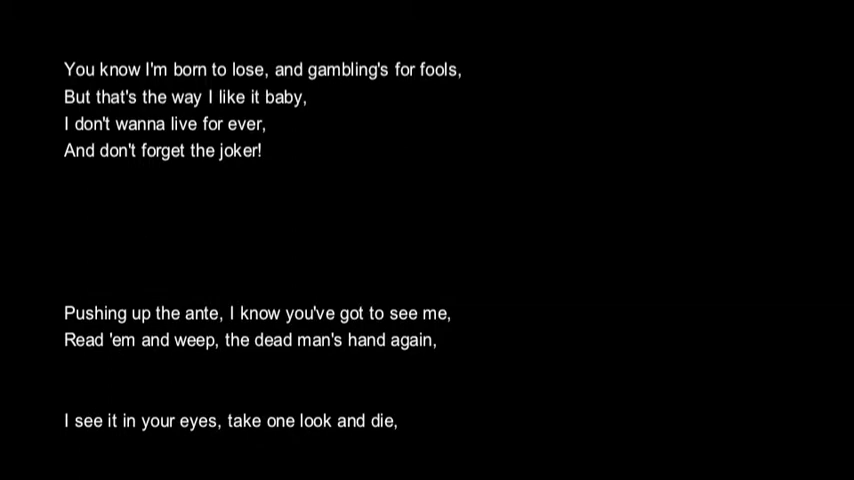 You know I'm born to lose, and gambling's for fools,
But that's the way I like it baby,
I don't wanna live for ever,
And don't forget the joker!
Pushing up the ante, I know you've got to see me,
Read 'em and weep, the dead man's hand again,
I see it in your eyes, take one look and die,